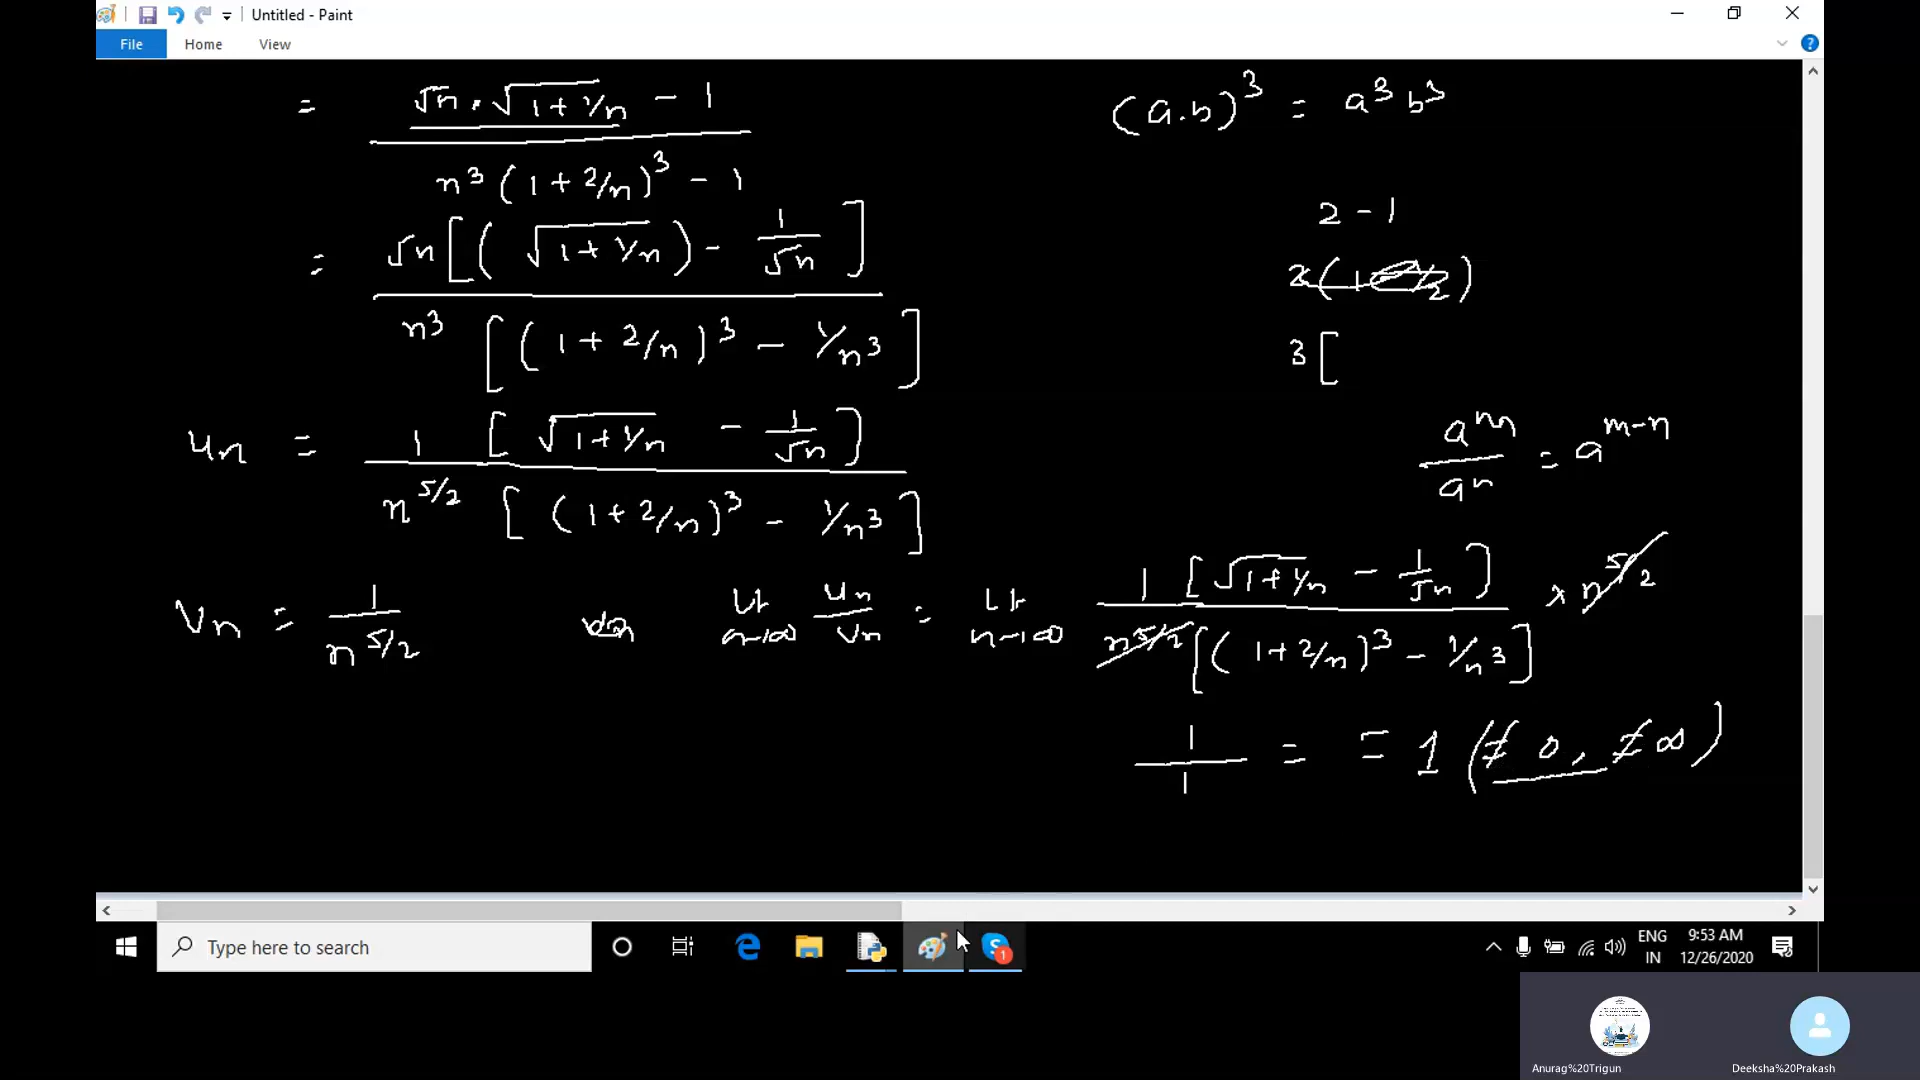 Untitled - Paint
File Home View
= √n · √(1 + 1/n) - 1
n³ (1 + 2/n)³ - 1
(a.b)³ = a³ b³
2 - 1
= √n [ ( √(1 + 1/n) ) - 1/√n ]
n³ [ ( 1 + 2/n )³ - 1/n³ ]
3 [
un = 1 [ √(1 + 1/n) - 1/√n ]
n^5/2 [ ( 1 + 2/n )³ - 1/n³ ]
a^m / a^n = a^m-n
vn = 1 / n^5/2
Lt n→∞ un/vn = Lt n→∞ 1 [ √(1 + 1/n) - 1/√n ] × n^5/2
n^5/2 [ ( 1 + 2/n )³ - 1/n³ ]
1/1 = = 1 (≠ 0, ≠ ∞)
Type here to search
1
ENG
IN
9:53 AM
12/26/2020
Anurag%20Trigun
Deeksha%20Prakash